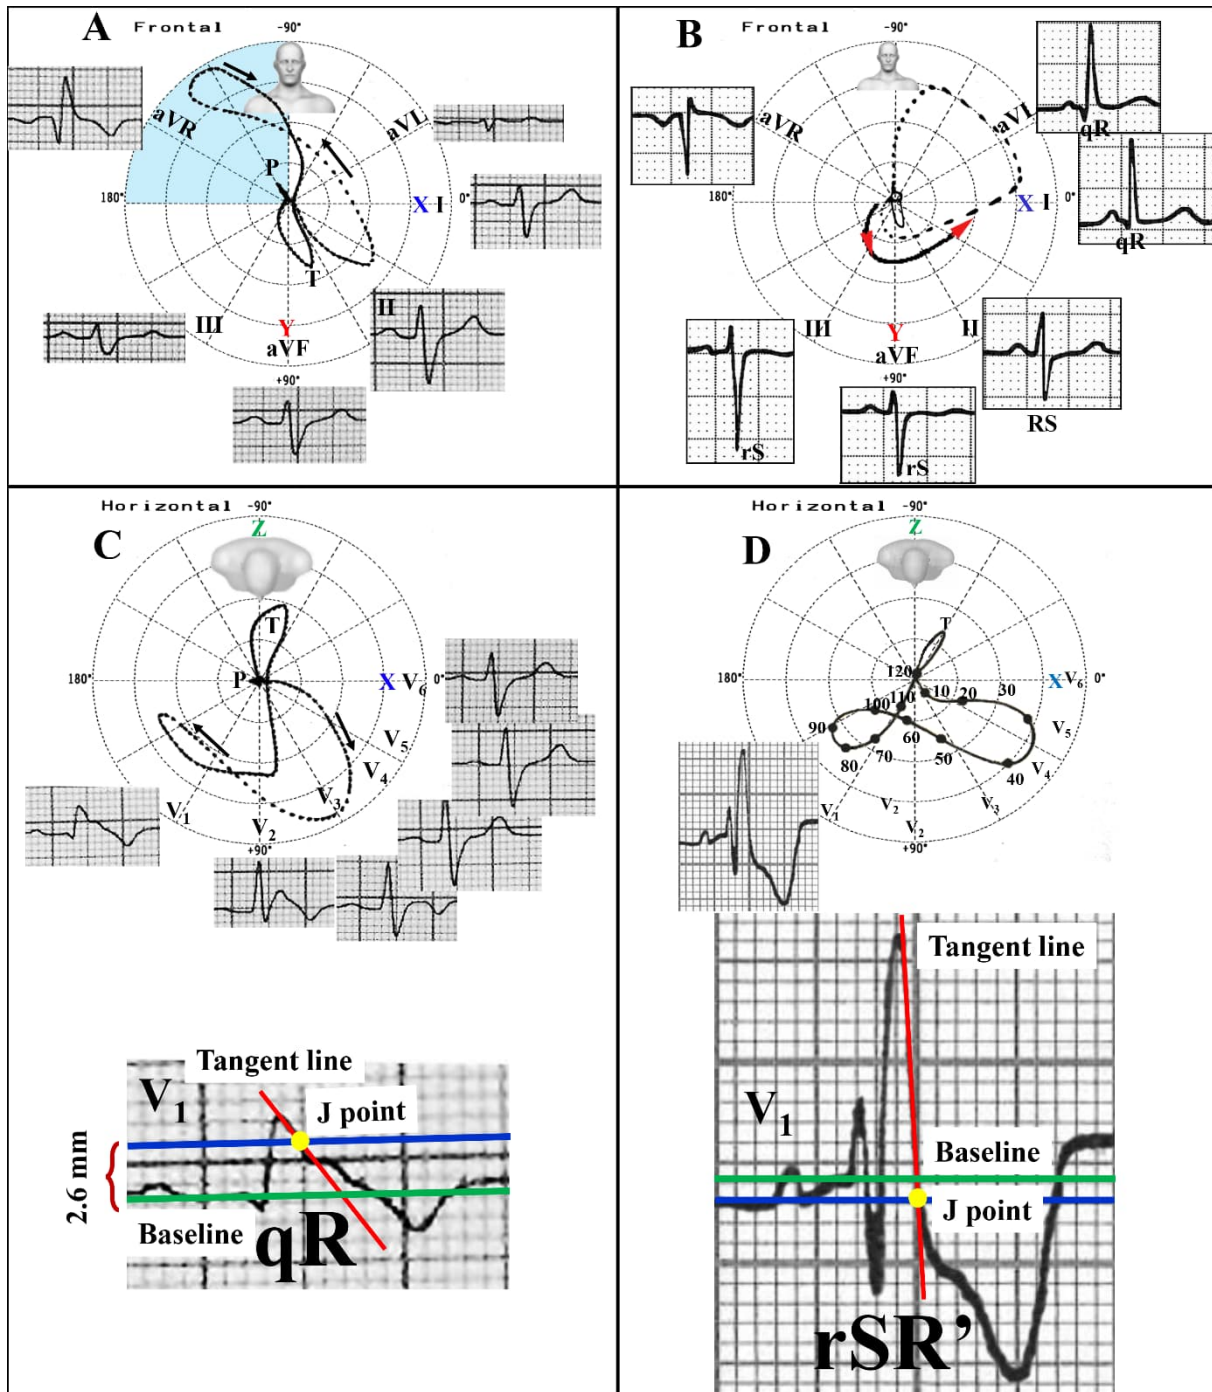 A
Frontal
-90°
aVR
aVL
P
180°
X I
0°
T
III
II
Y
aVF
+90°
B
Frontal
-90°
aVR
aVL
qR
180°
X I
0°
qR
III
II
Y
aVF
+90°
rS
rS
RS
C
Horizontal
-90°
Z
T
P
180°
X V6
0°
V5
V4
V3
V1
V2
+90°
Tangent line
V1
J point
2.6 mm
Baseline
qR
D
Horizontal
-90°
Z
T
120
180°
X V6
0°
10
20
30
110
100
90
60
50
80
70
40
V5
V4
V3
V1
V2
V2
+90°
Tangent line
V1
Baseline
J point
rSR’